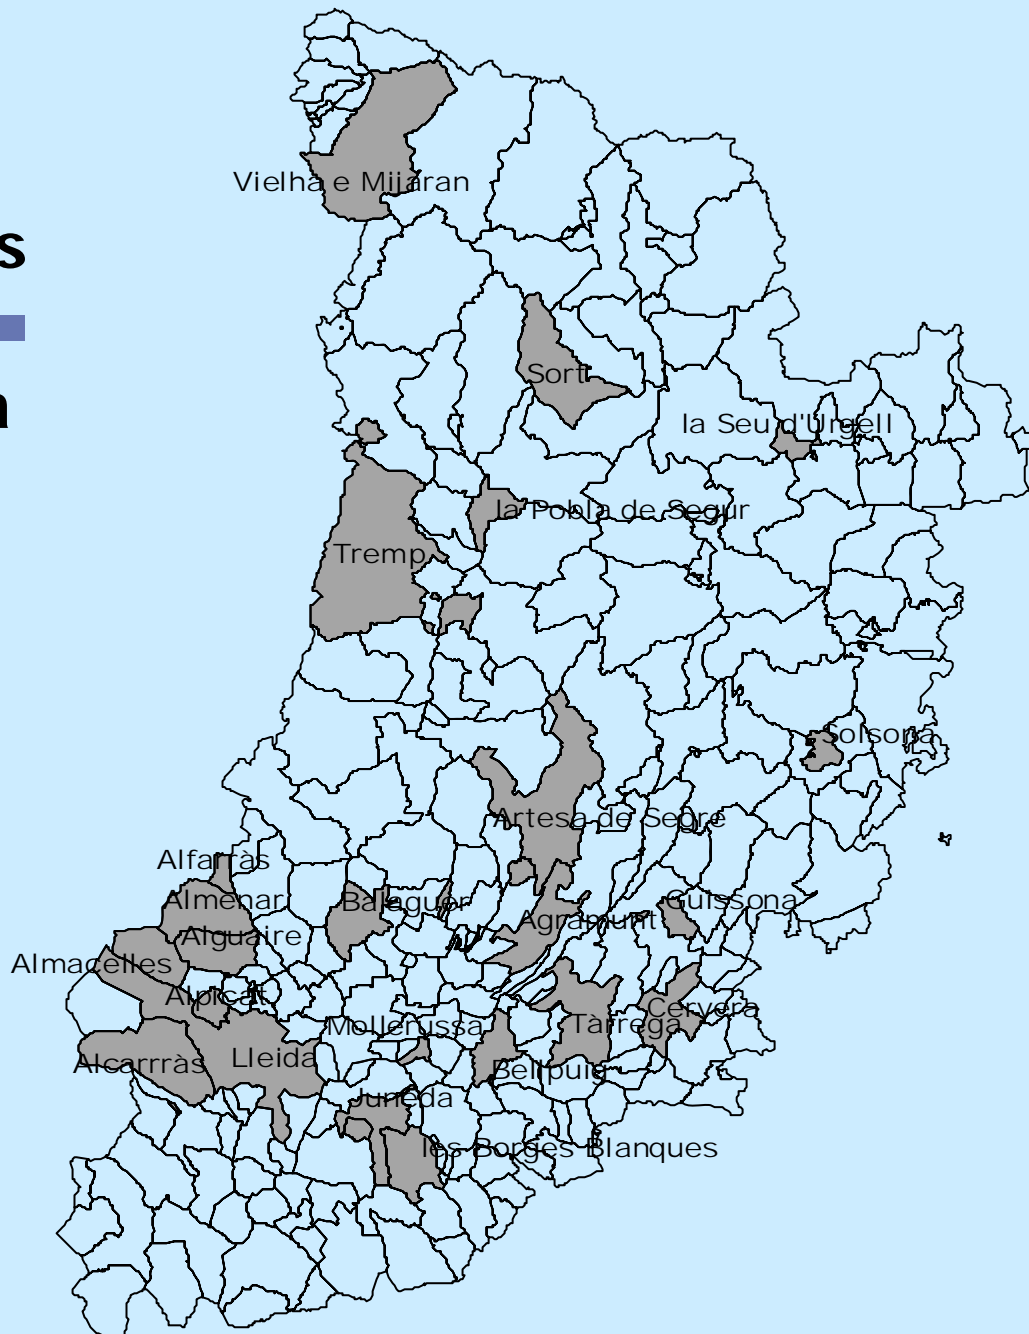 Vielha e Mijaran
s
Sort
n
la Seu d'Urgell
la Pobla de Segur
Tremp
Solsona
Artesa de Segre
Alfarràs
Almenar
Balaguer
Guissona
Agramunt
Alguaire
Almacelles
Alpicat
Cervera
Mollerussa
Tàrrega
Lleida
Alcarrràs
Bellpuig
Juneda
les Borges Blanques